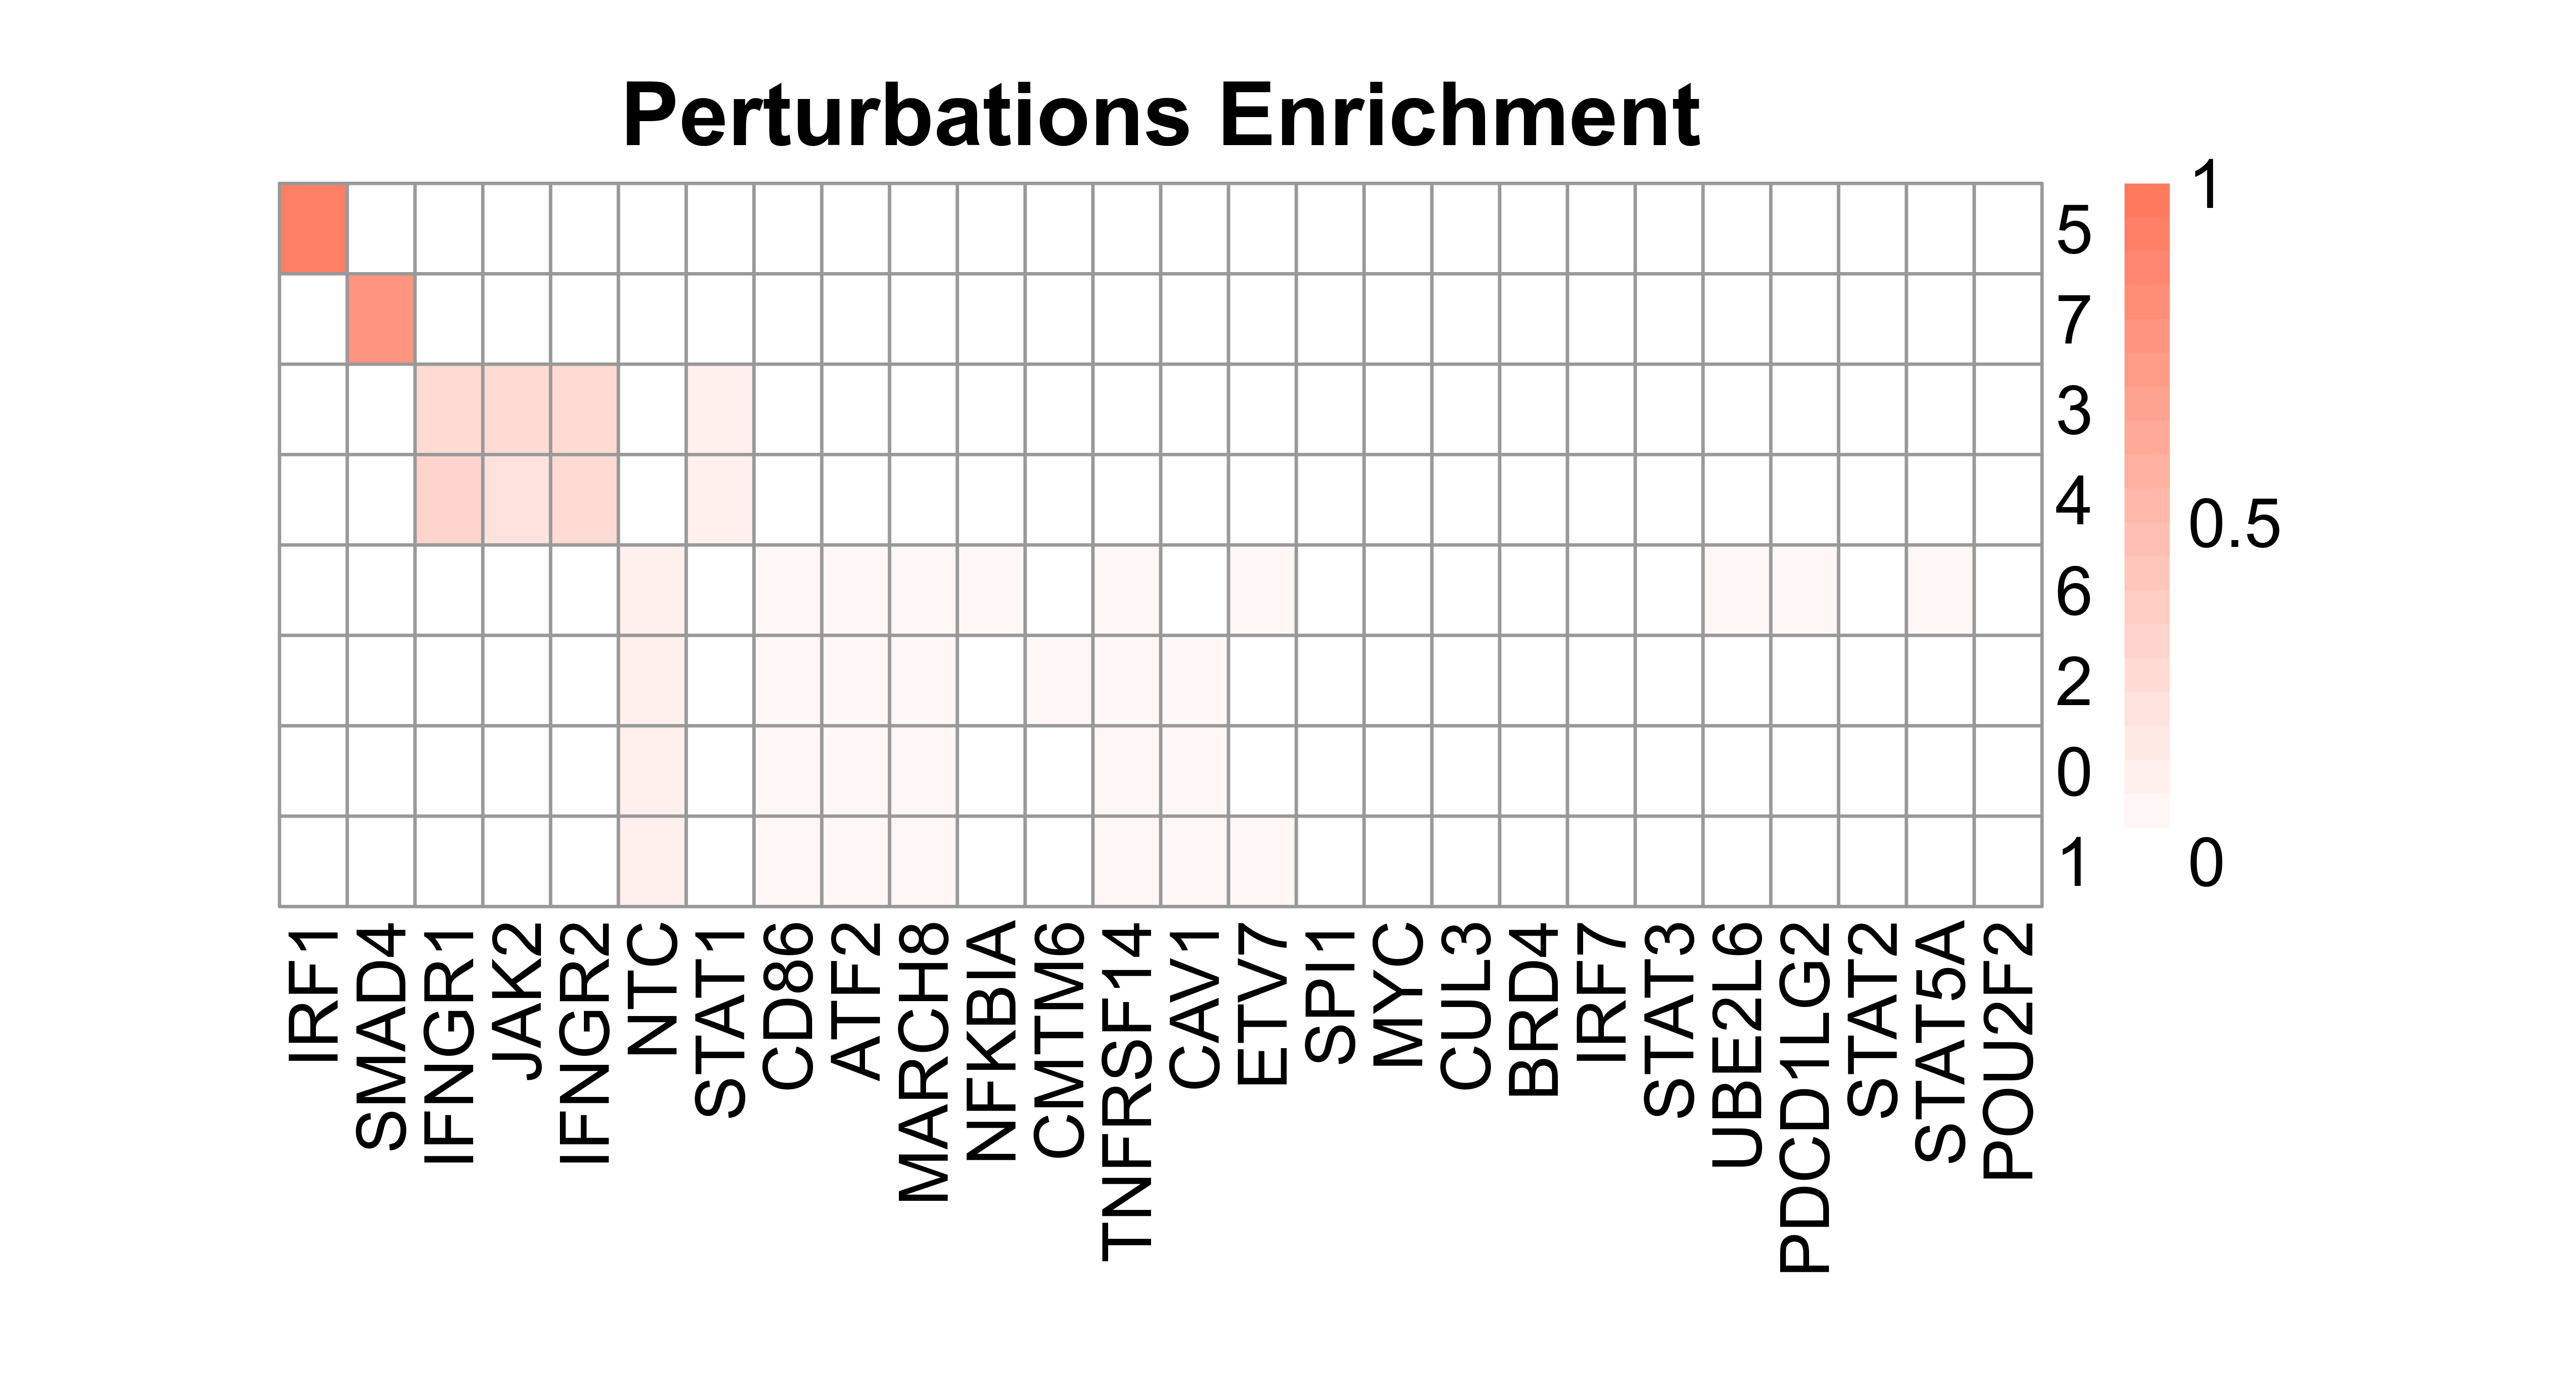 Perturbations Enrichment
5
7
3
4
6
2
0
1
1
0.5
0
IRF1
SMAD4
IFNGR1
JAK2
IFNGR2
NTC
STAT1
CD86
ATF2
MARCH8
NFKBIA
CMTM6
TNFRSF14
CAV1
ETV7
SPI1
MYC
CUL3
BRD4
IRF7
STAT3
UBE2L6
PDCD1LG2
STAT2
STAT5A
POU2F2